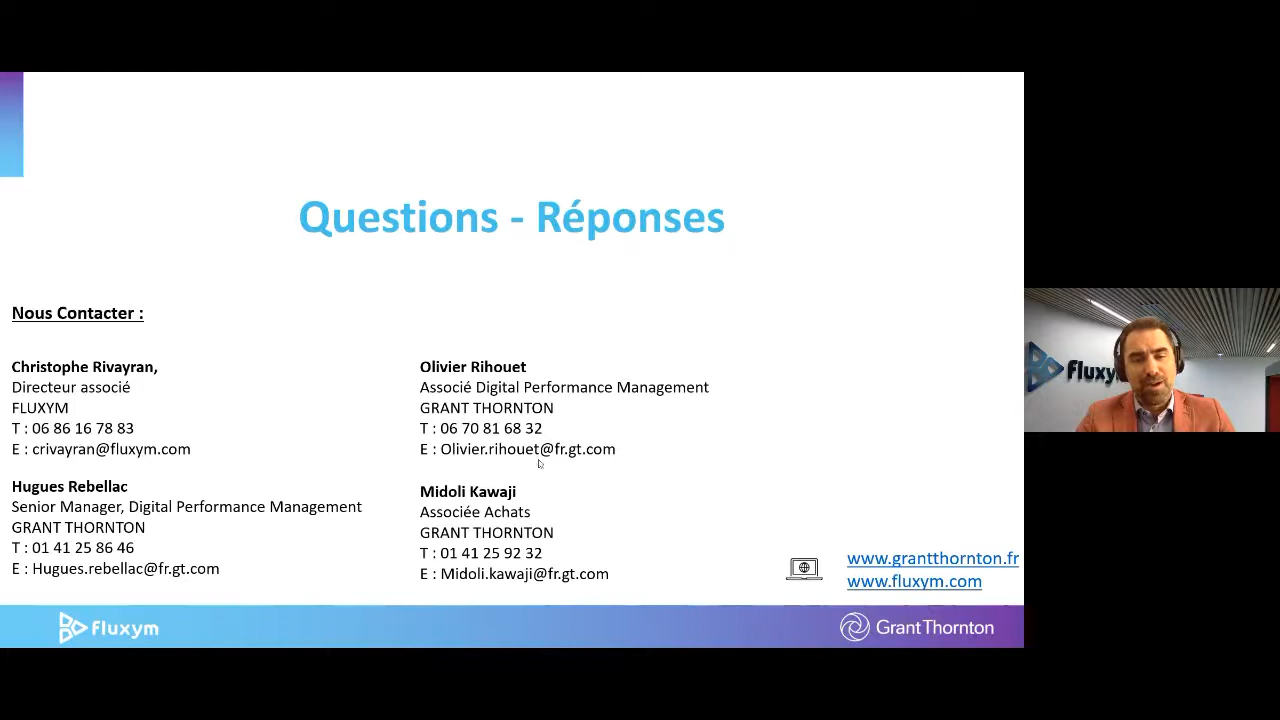 Questions - Réponses
Nous Contacter :
Christophe Rivayran,
Directeur associé
FLUXYM
T : 06 86 16 78 83
E : crivayran@fluxym.com
Hugues Rebellac
Senior Manager, Digital Performance Management
GRANT THORNTON
T : 01 41 25 86 46
E : Hugues.rebellac@fr.gt.com
Olivier Rihouet
Associé Digital Performance Management
GRANT THORNTON
T : 06 70 81 68 32
E : Olivier.rihouet@fr.gt.com
Midoli Kawaji
Associée Achats
GRANT THORNTON
T : 01 41 25 92 32
E : Midoli.kawaji@fr.gt.com
www.grantthornton.fr
www.fluxym.com
Fluxym
Grant Thornton
Fluxy